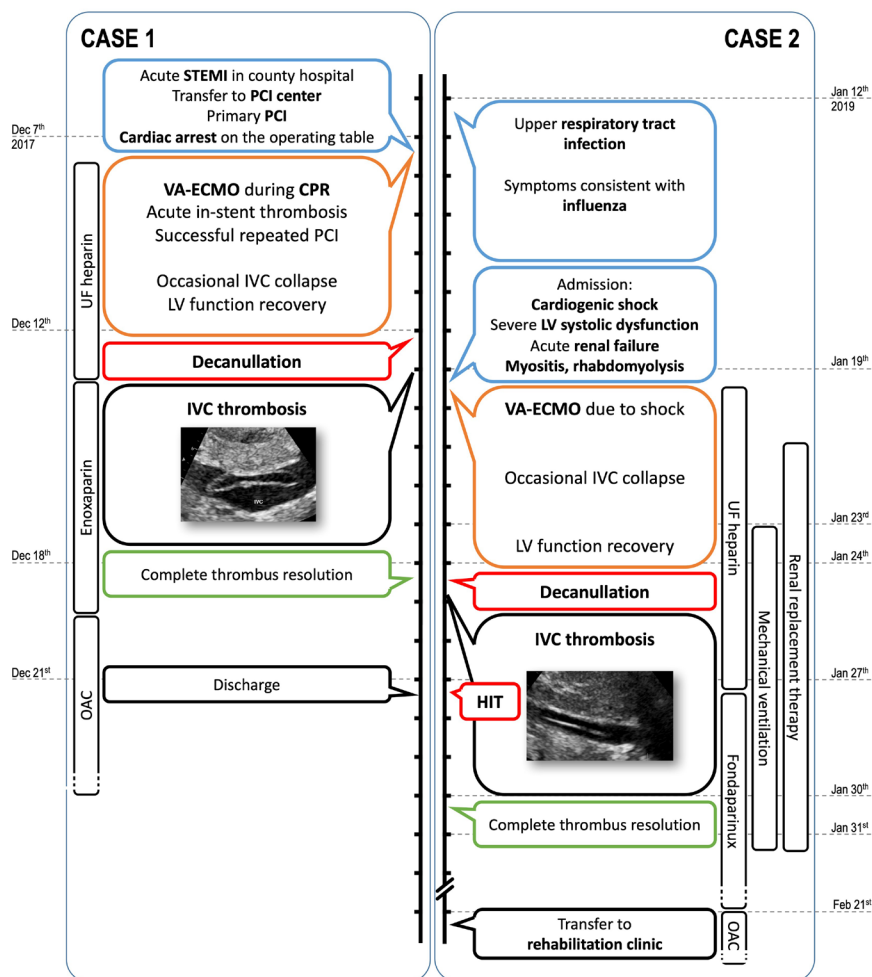 CASE 1
Dec 7th
2017
Acute STEMI in county hospital
Transfer to PCI center
Primary PCI
Cardiac arrest on the operating table
UF heparin
VA-ECMO during CPR
Acute in-stent thrombosis
Successful repeated PCI
Occasional IVC collapse
LV function recovery
Dec 12th
Decanullation
Enoxaparin
IVC thrombosis
IVC
Dec 18th
Complete thrombus resolution
OAC
Dec 21st
Discharge
CASE 2
Jan 12th
2019
Upper respiratory tract
infection
Symptoms consistent with
influenza
Admission:
Cardiogenic shock
Severe LV systolic dysfunction
Acute renal failure
Myositis, rhabdomyolysis
Jan 19th
VA-ECMO due to shock
Occasional IVC collapse
LV function recovery
UF heparin
Jan 23rd
Jan 24th
Decanullation
Mechanical ventilation
Renal replacement therapy
IVC thrombosis
HIT
Jan 27th
Fondaparinux
Jan 30th
Complete thrombus resolution
Jan 31st
Feb 21st
Transfer to
rehabilitation clinic
OAC